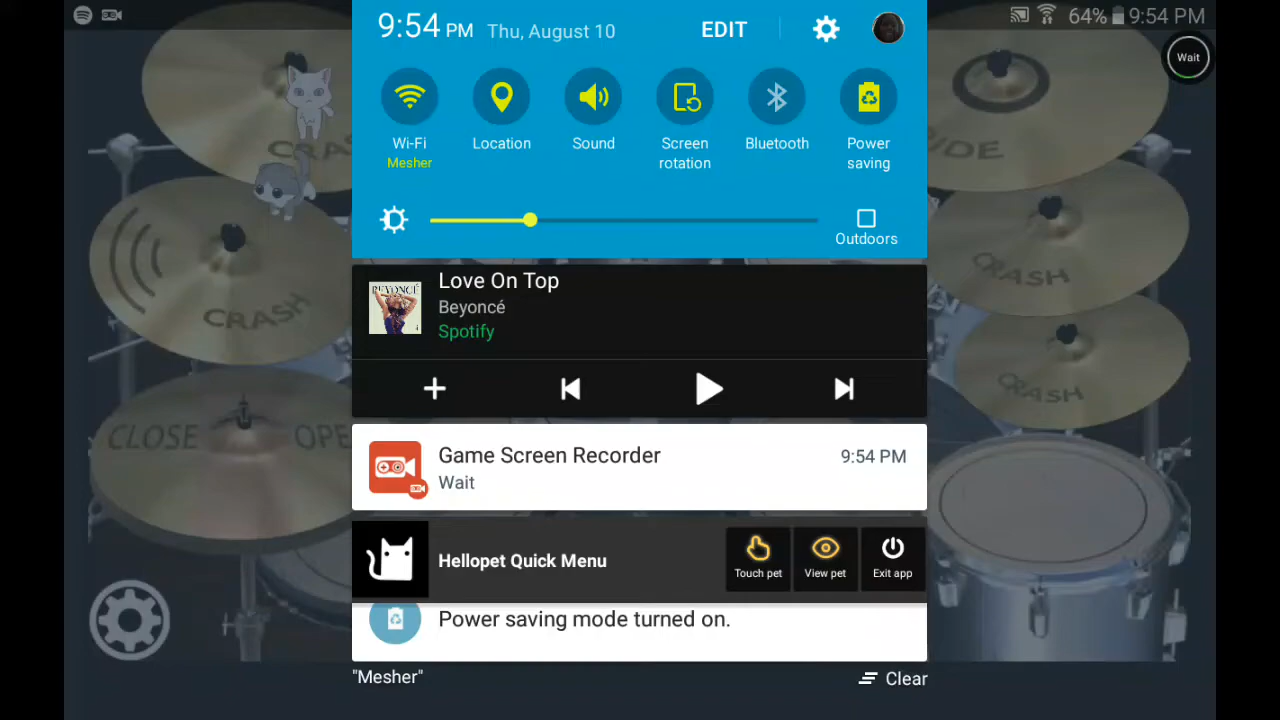 64% 9:54 PM
9:54 PM Thu, August 10 EDIT
Wait
Wi-Fi
Mesher
Location
Sound
Screen
rotation
Bluetooth
Power
saving
Outdoors
CRASH
CRASH
CLOSE OPE
RIDE
CRASH
CRASH
BEYONCÉ
Love On Top
Beyoncé
Spotify
Game Screen Recorder 9:54 PM
Wait
Hellopet Quick Menu
Touch pet
View pet
Exit app
Power saving mode turned on.
"Mesher" Clear